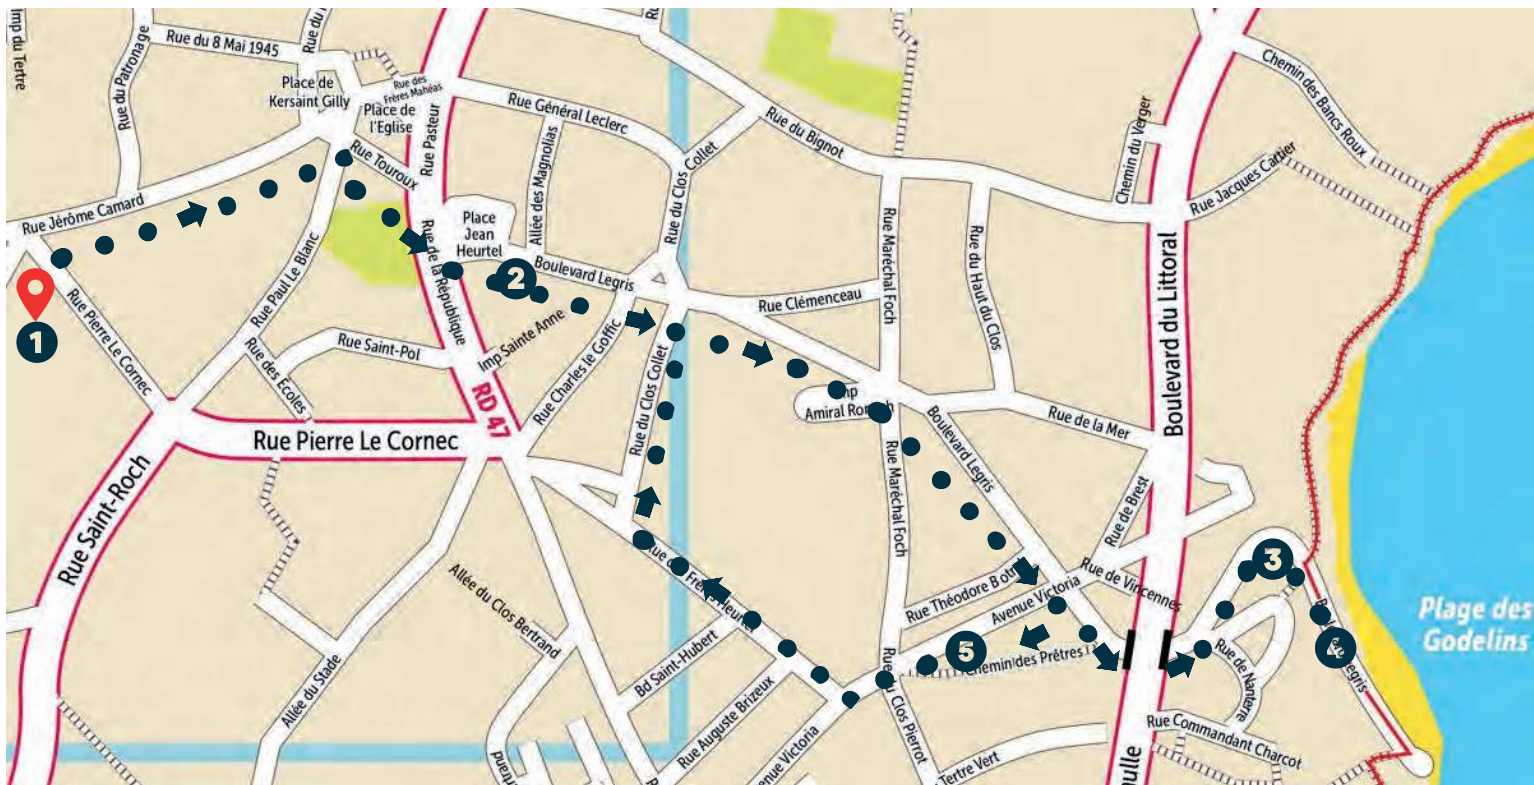 Imp du Tertre
Rue du Patronage
Rue du 8 Mai 1945
Rue du
Place de
Kersaint Gilly
Rue des
Frères Mahéas
Place de
l'Eglise
Rue Pasteur
Rue Touroux
Rue Jérôme Camard
Rue Général Leclerc
Allée des Magnolias
Rue du Clos Collet
Rue du Bignot
Chemin du Verger
Chemin des Bancs Roux
Rue Jacques Cartier
Boulevard du Littoral
Place
Jean
Heurtel
Rue de la République
Boulevard Legris
2
1
Rue Pierre Le Cornec
Rue Paul Le Blanc
Rue des Ecoles
Rue Saint-Pol
Imp Sainte Anne
Rue Charles le Goffic
Rue du Clos Collet
Rue Clémenceau
Rue Maréchal Foch
Rue du Haut du Clos
RD 47
Rue Pierre Le Cornec
Rue Saint-Roch
Amiral
Rue de la Mer
Boulevard Legris
Rue Maréchal Foch
Rue de Brest
Rue de Vincennes
Rue Théodore
Avenue Victoria
Chemin des Prêtres
5
3
4
Legris
Plage des
Godelins
Rue de Nanterre
Rue Commandant Charcot
Allée du Clos Bertrand
Allée du Stade
Bd Saint-Hubert
Rue Auguste Brizeux
Victoria
Clos Pierrot
Tertre Vert